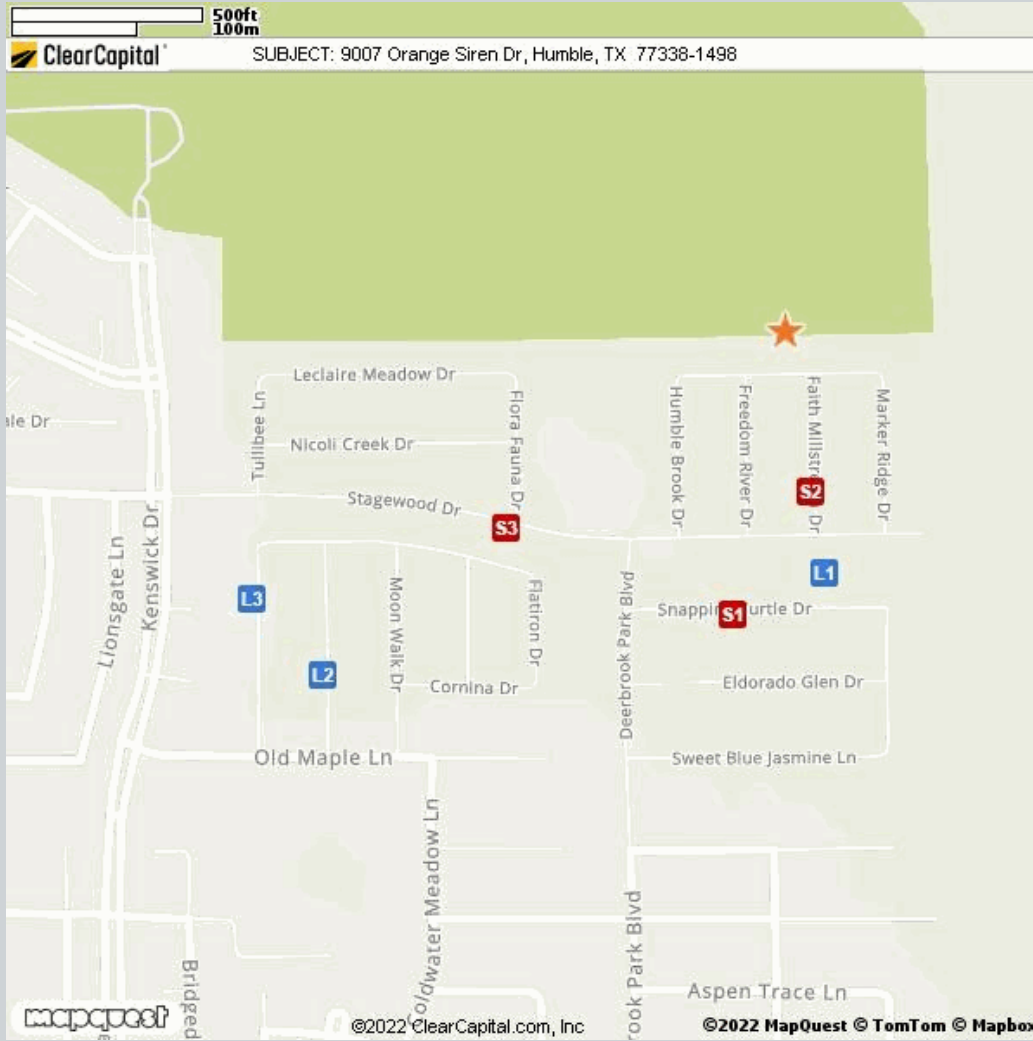 500ft
100m
ClearCapital
SUBJECT: 9007 Orange Siren Dr, Humble, TX 77338-1498
Leclaire Meadow Dr
Tullibee Ln
Flora Fauna Dr
Humble Brook Dr
Freedom River Dr
Faith Millstr
Dr
Marker Ridge Dr
ale Dr
Nicoli Creek Dr
Stagewood Dr
S2
S3
L1
L3
Lionsgate Ln
Kenswick Dr
Moon Walk Dr
Flatiron Dr
Deerbrook Park Blvd
Snappin
S1
urtle Dr
L2
Cornina Dr
Eldorado Glen Dr
Old Maple Ln
Sweet Blue Jasmine Ln
Coldwater Meadow Ln
rook Park Blvd
Bridged
Aspen Trace Ln
mapquest
©2022 ClearCapital.com, Inc
©2022 MapQuest © TomTom © Mapbox